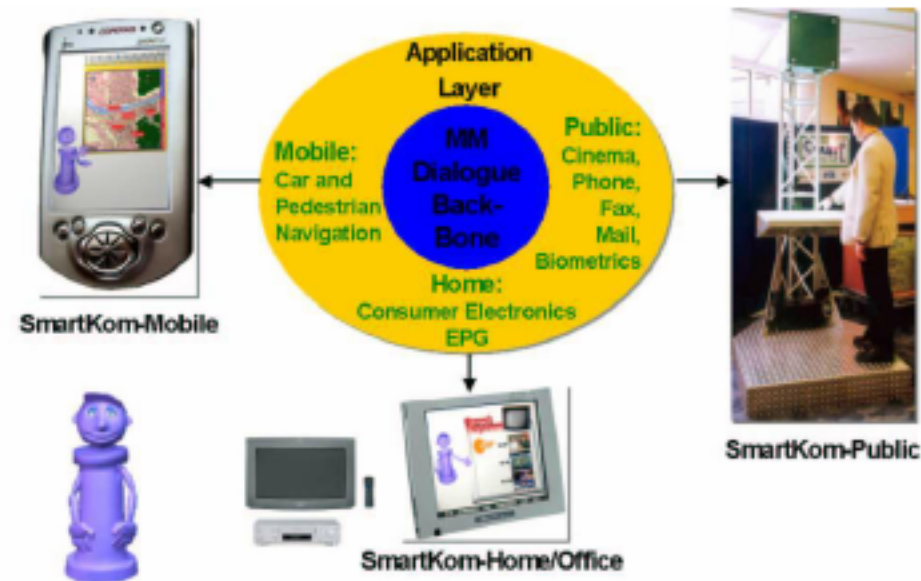 COMPAQ
Application
Layer
MM
Dialogue
Back-
Bone
Mobile:
Car and
Pedestrian
Navigation
Public:
Cinema,
Phone,
Fax,
Mail,
Biometrics
Home:
Consumer Electronics
EPG
SmartKom-Mobile
SmartKom-Public
SmartKom-Home/Office